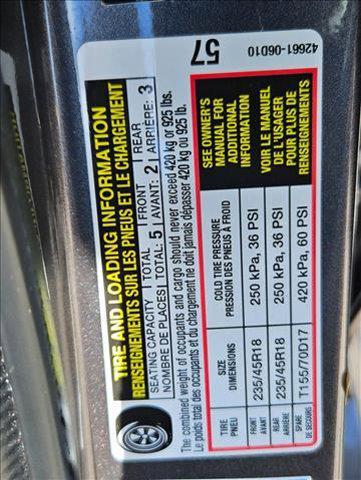 TIRE AND LOADING INFORMATION
RENSEIGNEMENTS SUR LES PNEUS ET LE CHARGEMENT
SEATING CAPACITY TOTAL FRONT REAR
NOMBRE DE PLACES TOTAL: 5 AVANT: 2 ARRIÈRE: 3
The combined weight of occupants and cargo should never exceed 420 kg or 925 lbs.
Le poids total des occupants et du chargement ne doit jamais dépasser 420 kg ou 925 lb.
TIRE SIZE COLD TIRE PRESSURE
PNEU DIMENSIONS PRESSION DES PNEUS À FROID
FRONT 235/45R18 250 kPa, 36 PSI
AVANT
REAR 235/45R18 250 kPa, 36 PSI
ARRIÈRE
SPARE T155/70D17 420 kPa, 60 PSI
DE SECOURS
SEE OWNER'S
MANUAL FOR
ADDITIONAL
INFORMATION
VOIR LE MANUEL
DE L'USAGER
POUR PLUS DE
RENSEIGNEMENTS
57
42661-06D10